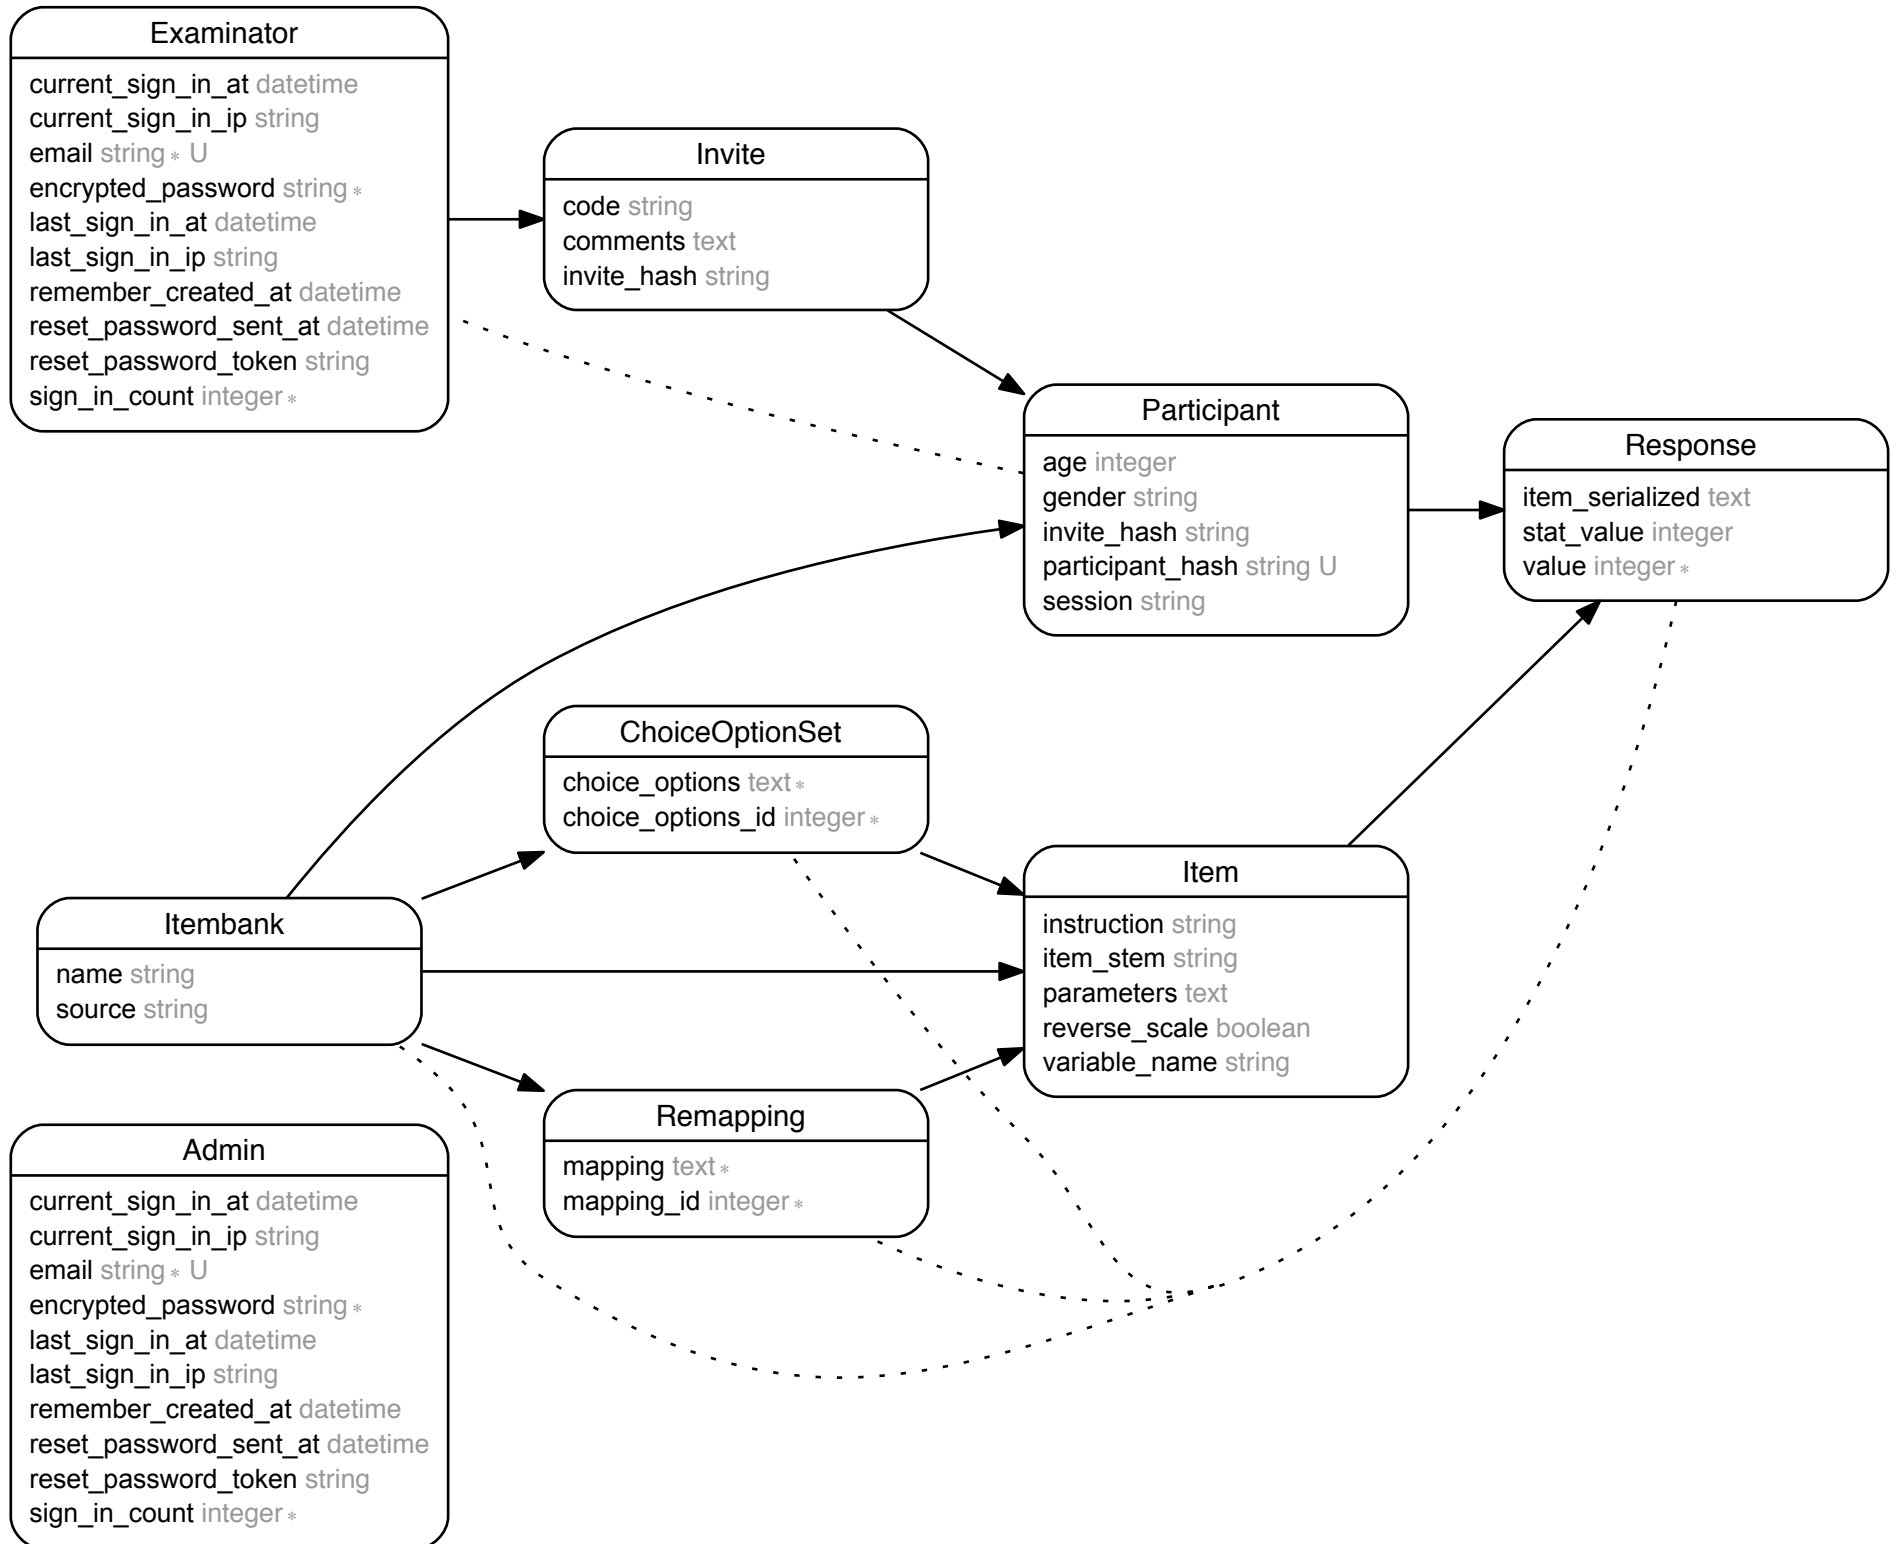 Examinator
current_sign_in_at datetime
current_sign_in_ip string
email string * U
encrypted_password string *
last_sign_in_at datetime
last_sign_in_ip string
remember_created_at datetime
reset_password_sent_at datetime
reset_password_token string
sign_in_count integer *
Invite
code string
comments text
invite_hash string
Participant
age integer
gender string
invite_hash string
participant_hash string U
session string
Response
item_serialized text
stat_value integer
value integer *
ChoiceOptionSet
choice_options text *
choice_options_id integer *
Itembank
name string
source string
Item
instruction string
item_stem string
parameters text
reverse_scale boolean
variable_name string
Remapping
mapping text *
mapping_id integer *
Admin
current_sign_in_at datetime
current_sign_in_ip string
email string * U
encrypted_password string *
last_sign_in_at datetime
last_sign_in_ip string
remember_created_at datetime
reset_password_sent_at datetime
reset_password_token string
sign_in_count integer *